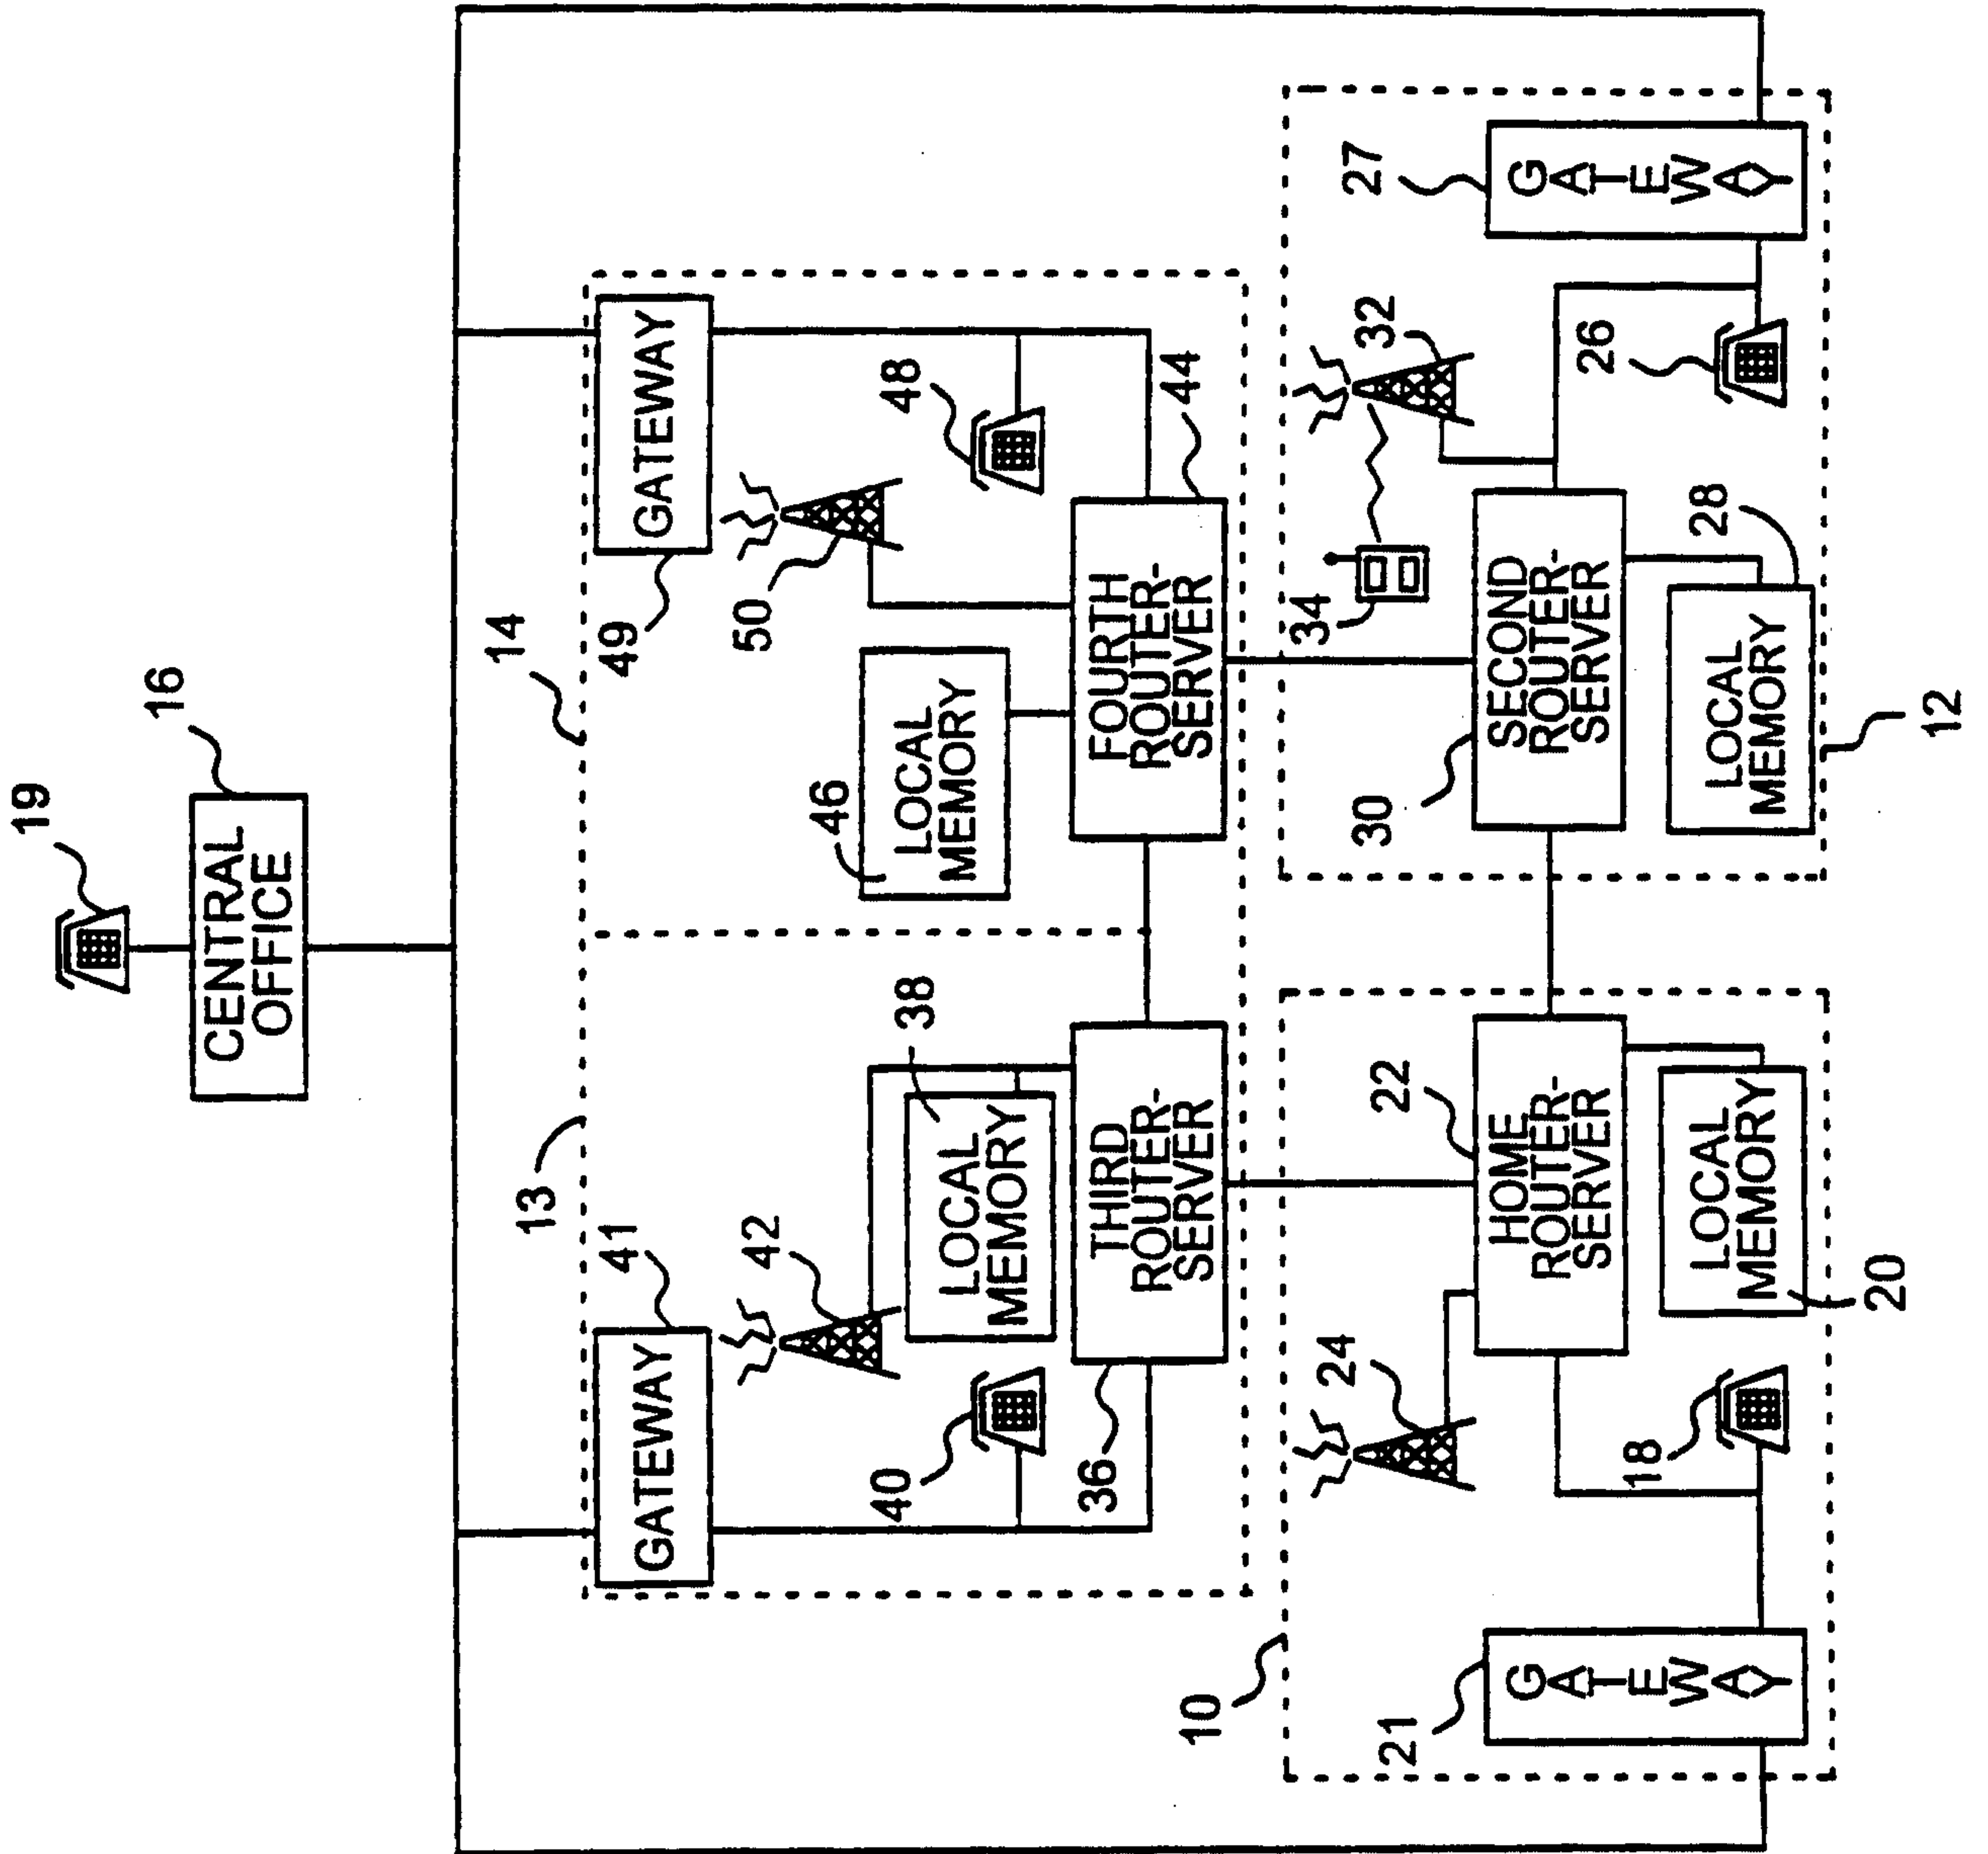 19
16
CENTRAL
OFFICE
13
14
41
GATEWAY
49
GATEWAY
42
50
38
LOCAL
MEMORY
46
LOCAL
MEMORY
40
48
36
THIRD
ROUTER-
SERVER
44
FOURTH
ROUTER-
SERVER
10
21
GATEWAY
24
18
22
HOME
ROUTER-
SERVER
LOCAL
MEMORY
20
34
32
27
GATEWAY
26
30
SECOND
ROUTER-
SERVER
28
LOCAL
MEMORY
12